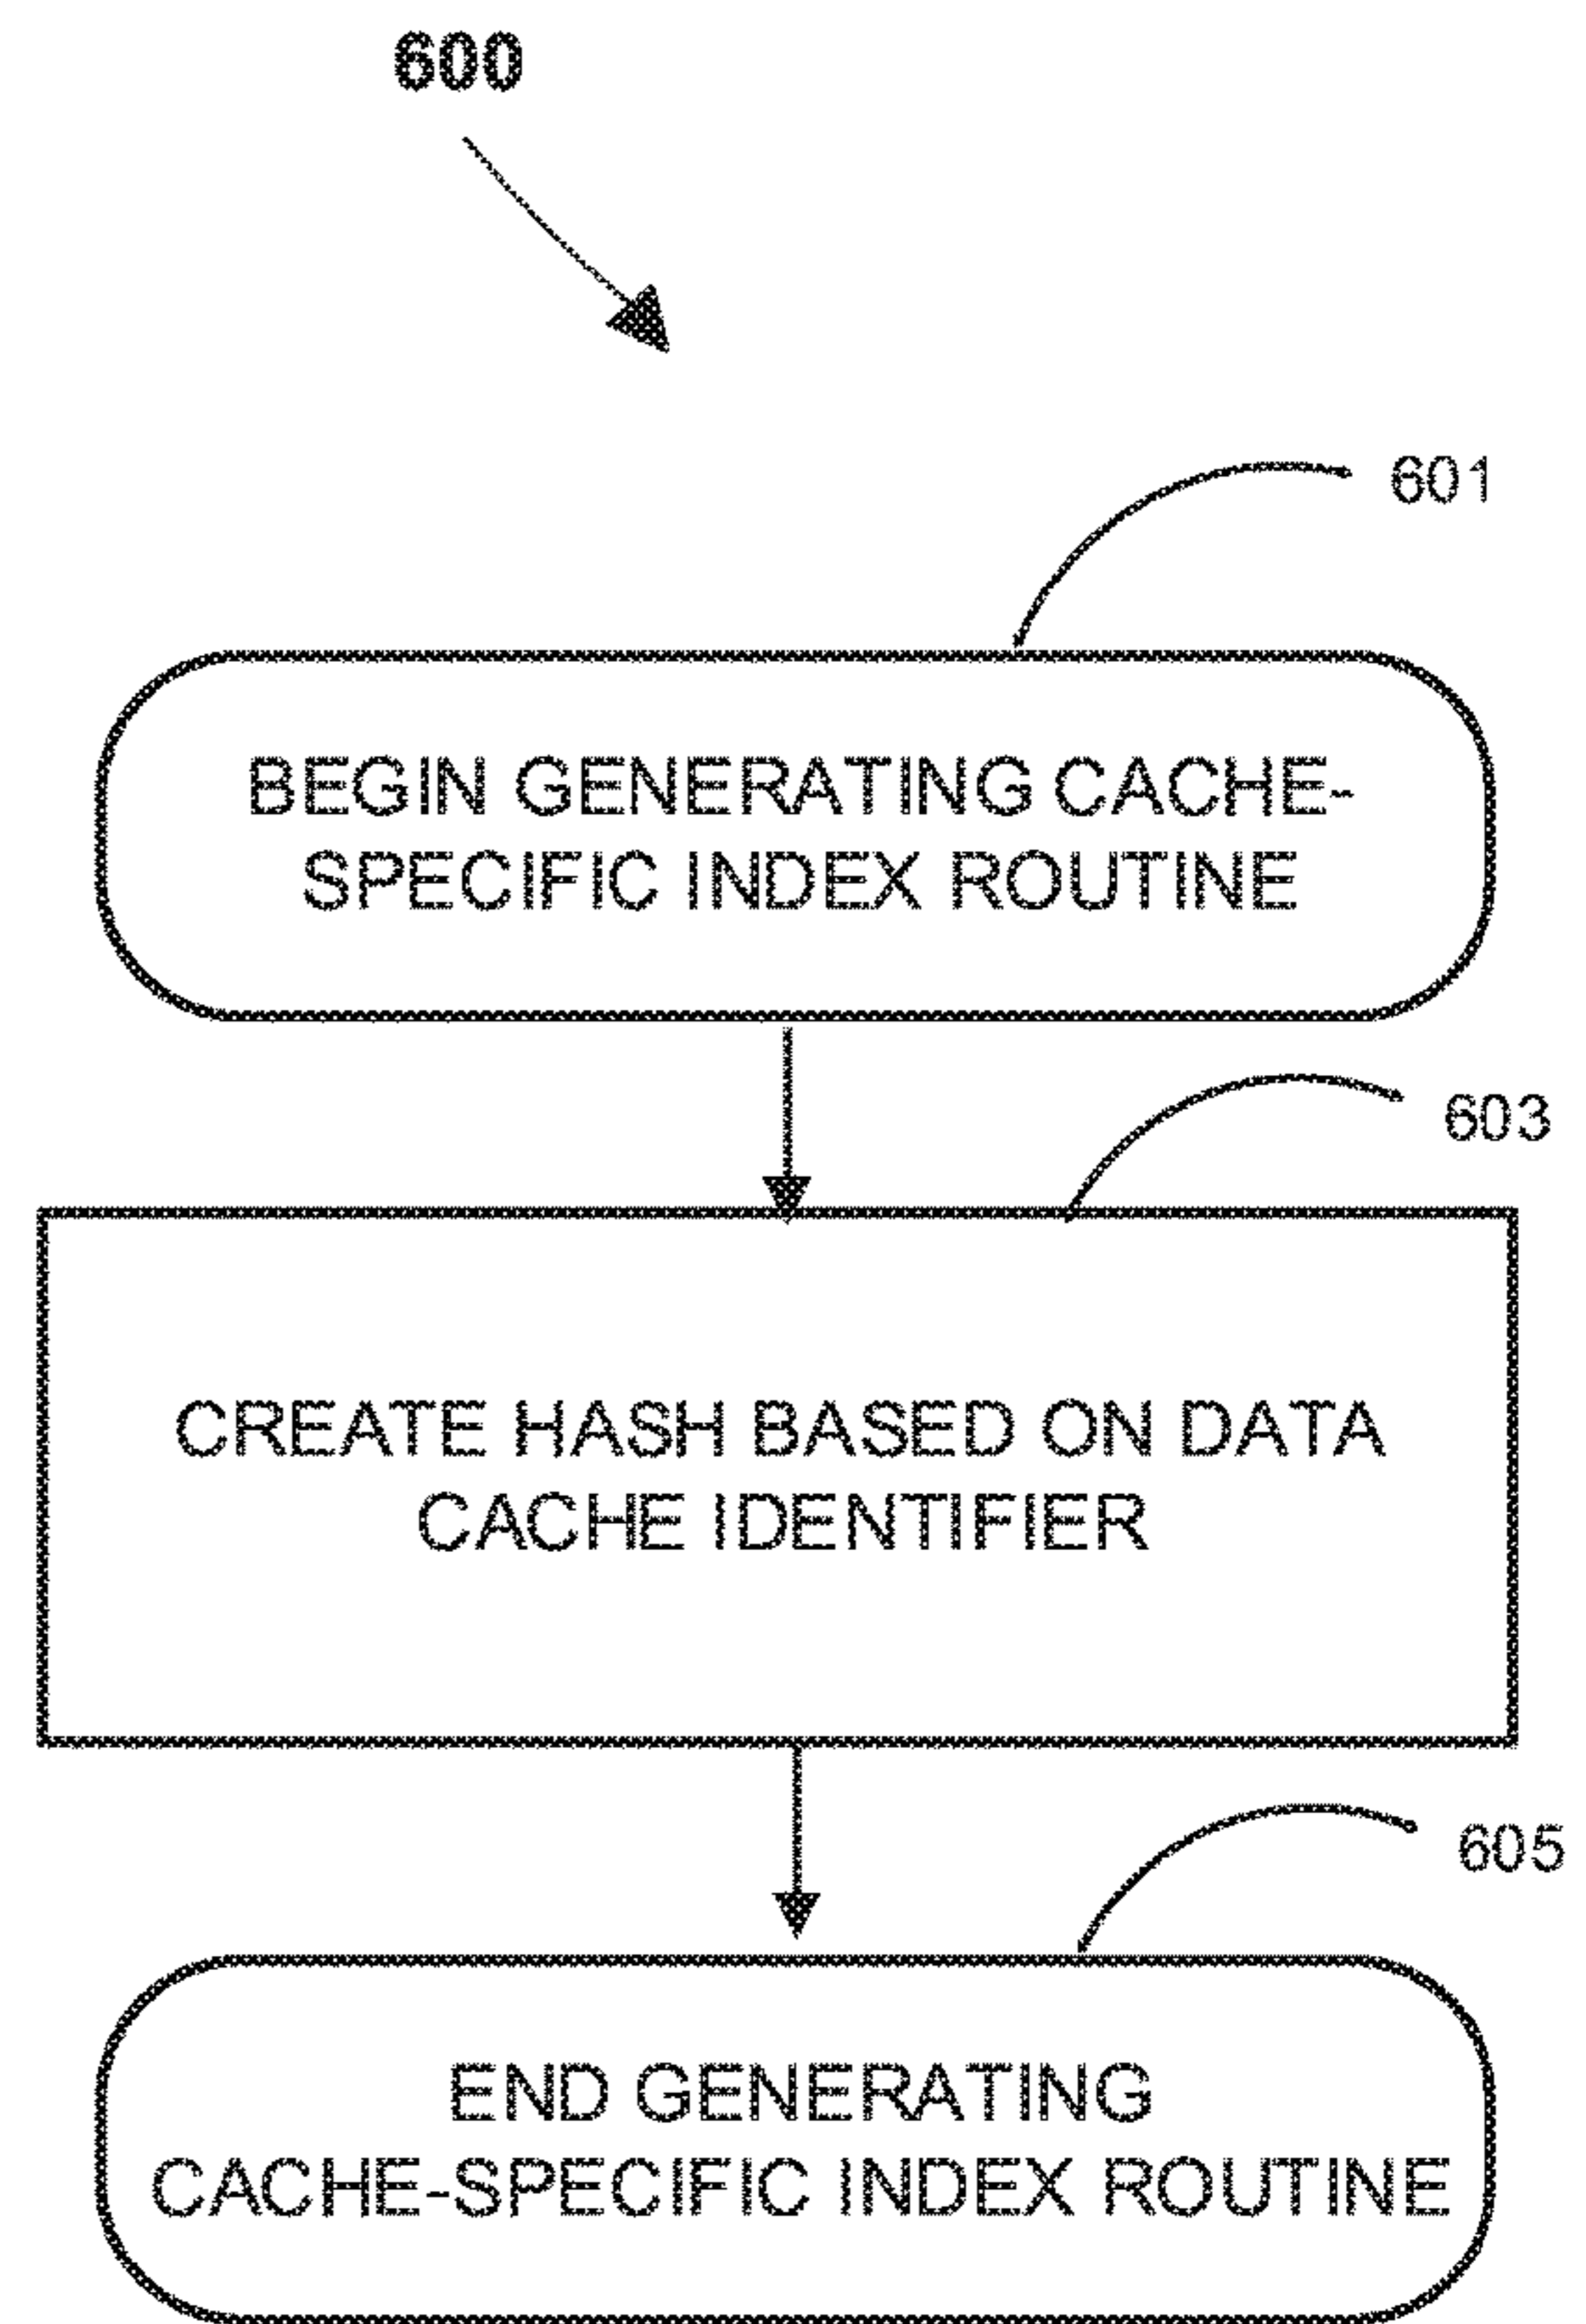 600
601
BEGIN GENERATING CACHE-
SPECIFIC INDEX ROUTINE
603
CREATE HASH BASED ON DATA
CACHE IDENTIFIER
605
END GENERATING
CACHE-SPECIFIC INDEX ROUTINE